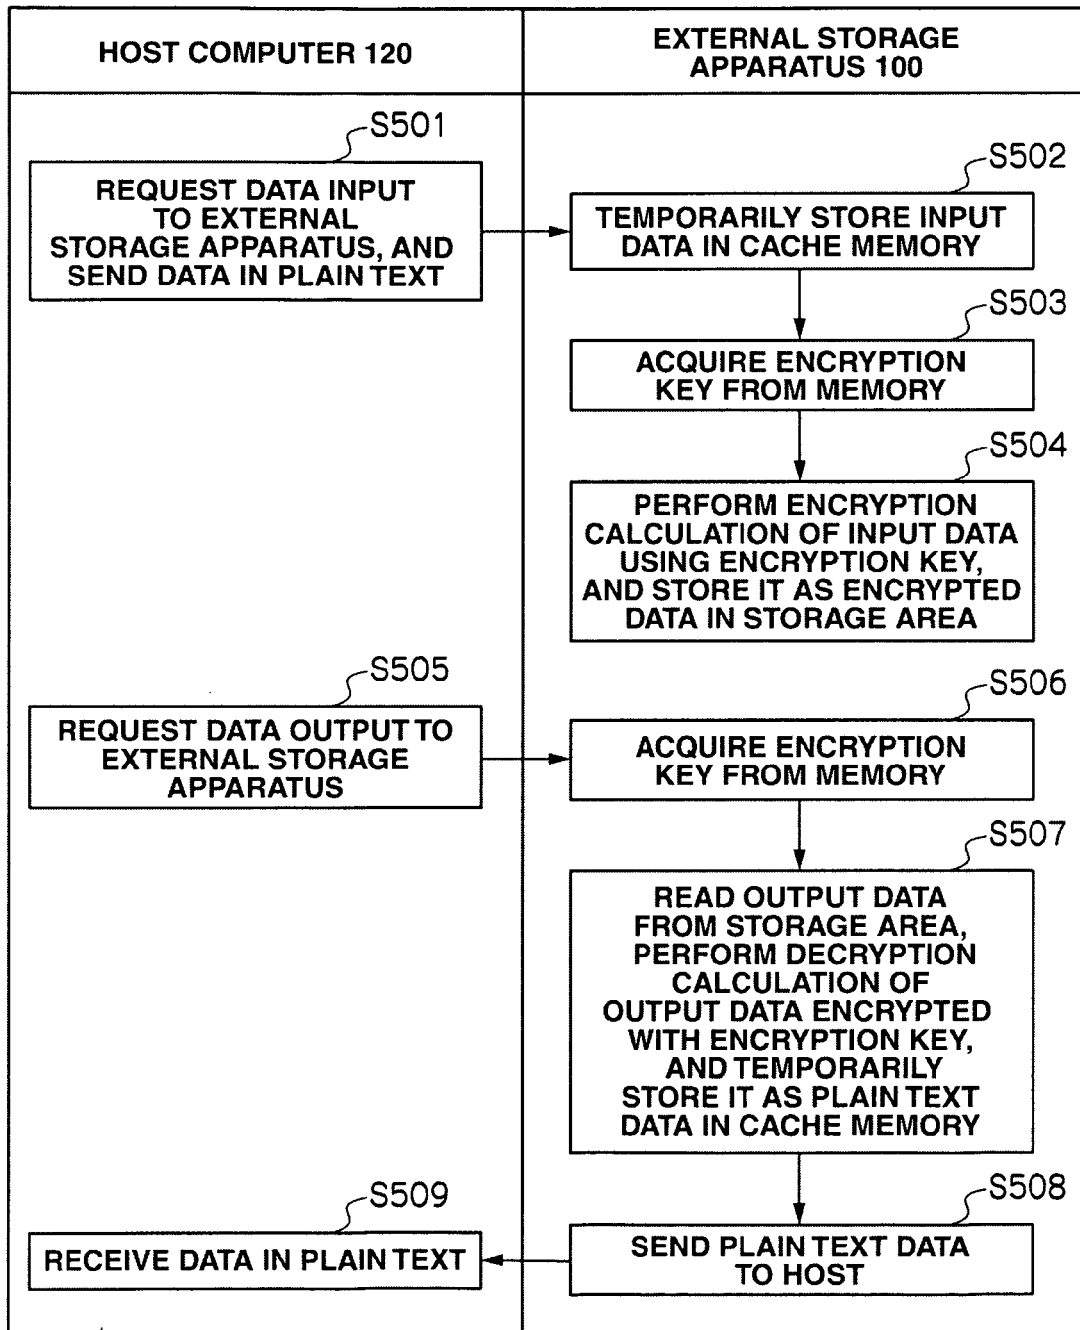 HOST COMPUTER 120
EXTERNAL STORAGE
APPARATUS 100
S501
REQUEST DATA INPUT
TO EXTERNAL
STORAGE APPARATUS, AND
SEND DATA IN PLAIN TEXT
S502
TEMPORARILY STORE INPUT
DATA IN CACHE MEMORY
S503
ACQUIRE ENCRYPTION
KEY FROM MEMORY
S504
PERFORM ENCRYPTION
CALCULATION OF INPUT DATA
USING ENCRYPTION KEY,
AND STORE IT AS ENCRYPTED
DATA IN STORAGE AREA
S505
REQUEST DATA OUTPUT TO
EXTERNAL STORAGE
APPARATUS
S506
ACQUIRE ENCRYPTION
KEY FROM MEMORY
S507
READ OUTPUT DATA
FROM STORAGE AREA,
PERFORM DECRYPTION
CALCULATION OF
OUTPUT DATA ENCRYPTED
WITH ENCRYPTION KEY,
AND TEMPORARILY
STORE IT AS PLAIN TEXT
DATA IN CACHE MEMORY
S508
SEND PLAIN TEXT DATA
TO HOST
S509
RECEIVE DATA IN PLAIN TEXT